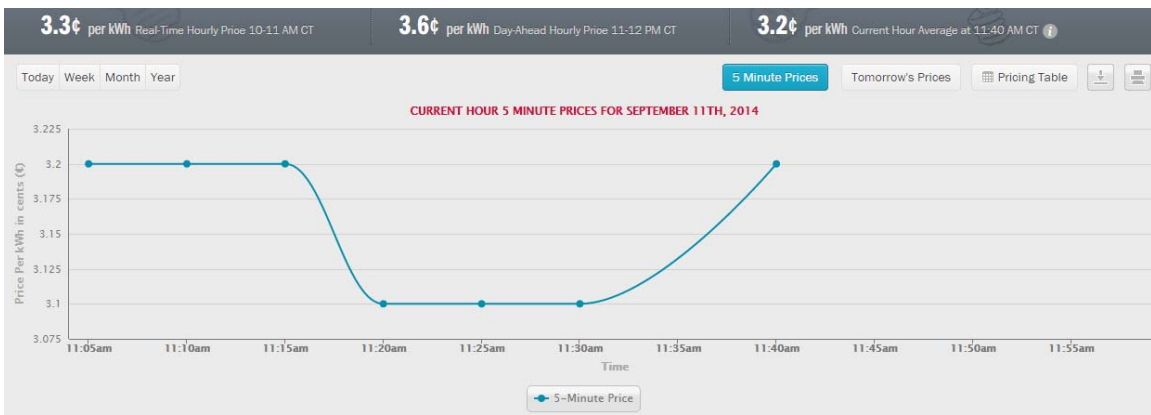 3.3¢ per kWh Real-Time Hourly Price 10-11 AM CT
3.6¢ per kWh Day-Ahead Hourly Price 11-12 PM CT
3.2¢ per kWh Current Hour Average at 11:40 AM CT i
Today Week Month Year
5 Minute Prices
Tomorrow's Prices
Pricing Table
CURRENT HOUR 5 MINUTE PRICES FOR SEPTEMBER 11TH, 2014
Price Per kWh in cents (¢)
3.225
3.2
3.175
3.15
3.125
3.1
3.075
11:05am 11:10am 11:15am 11:20am 11:25am 11:30am 11:35am 11:40am 11:45am 11:50am 11:55am
Time
5-Minute Price